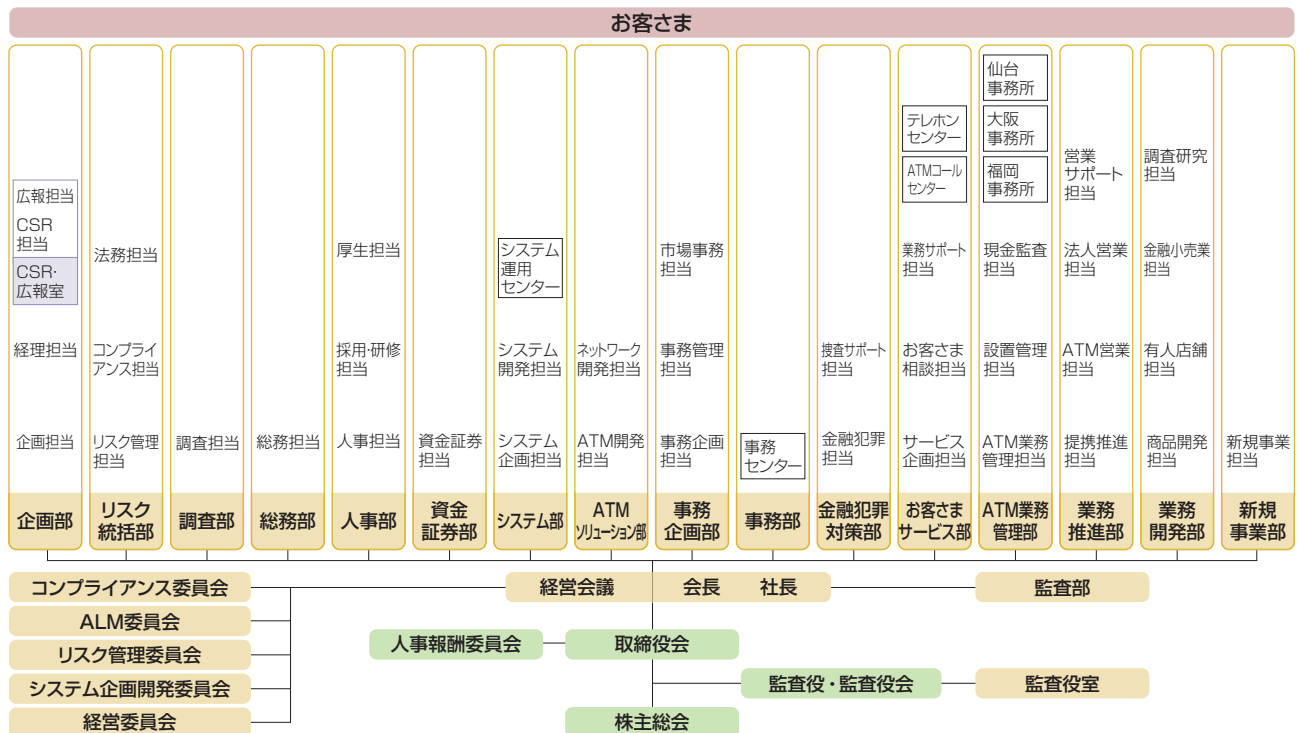 お客さま
広報担当
CSR
担当
CSR・
広報室
経理担当
企画担当
企画部
法務担当
コンプライ
アンス担当
リスク管理
担当
リスク
統括部
調査担当
調査部
総務担当
総務部
厚生担当
採用・研修
担当
人事担当
人事部
資金証券
担当
資金
証券部
システム
運用
センター
システム
開発担当
システム
企画担当
システム部
ネットワーク
開発担当
ATM開発
担当
ATM
ソリューション部
市場事務
担当
事務管理
担当
事務企画
担当
事務
企画部
事務
センター
事務部
捜査サポート
担当
金融犯罪
担当
金融犯罪
対策部
テレホン
センター
ATMコール
センター
業務サポート
担当
お客さま
相談担当
サービス
企画担当
お客さま
サービス部
仙台
事務所
大阪
事務所
福岡
事務所
現金監査
担当
設置管理
担当
ATM業務
管理担当
ATM業務
管理部
営業
サポート
担当
法人営業
担当
ATM営業
担当
提携推進
担当
業務
推進部
調査研究
担当
金融小売業
担当
有人店舗
担当
商品開発
担当
業務
開発部
新規事業
担当
新規
事業部
コンプライアンス委員会
ALM委員会
リスク管理委員会
システム企画開発委員会
経営委員会
経営会議 会長 社長
監査部
人事報酬委員会
取締役会
監査役・監査役会
監査役室
株主総会